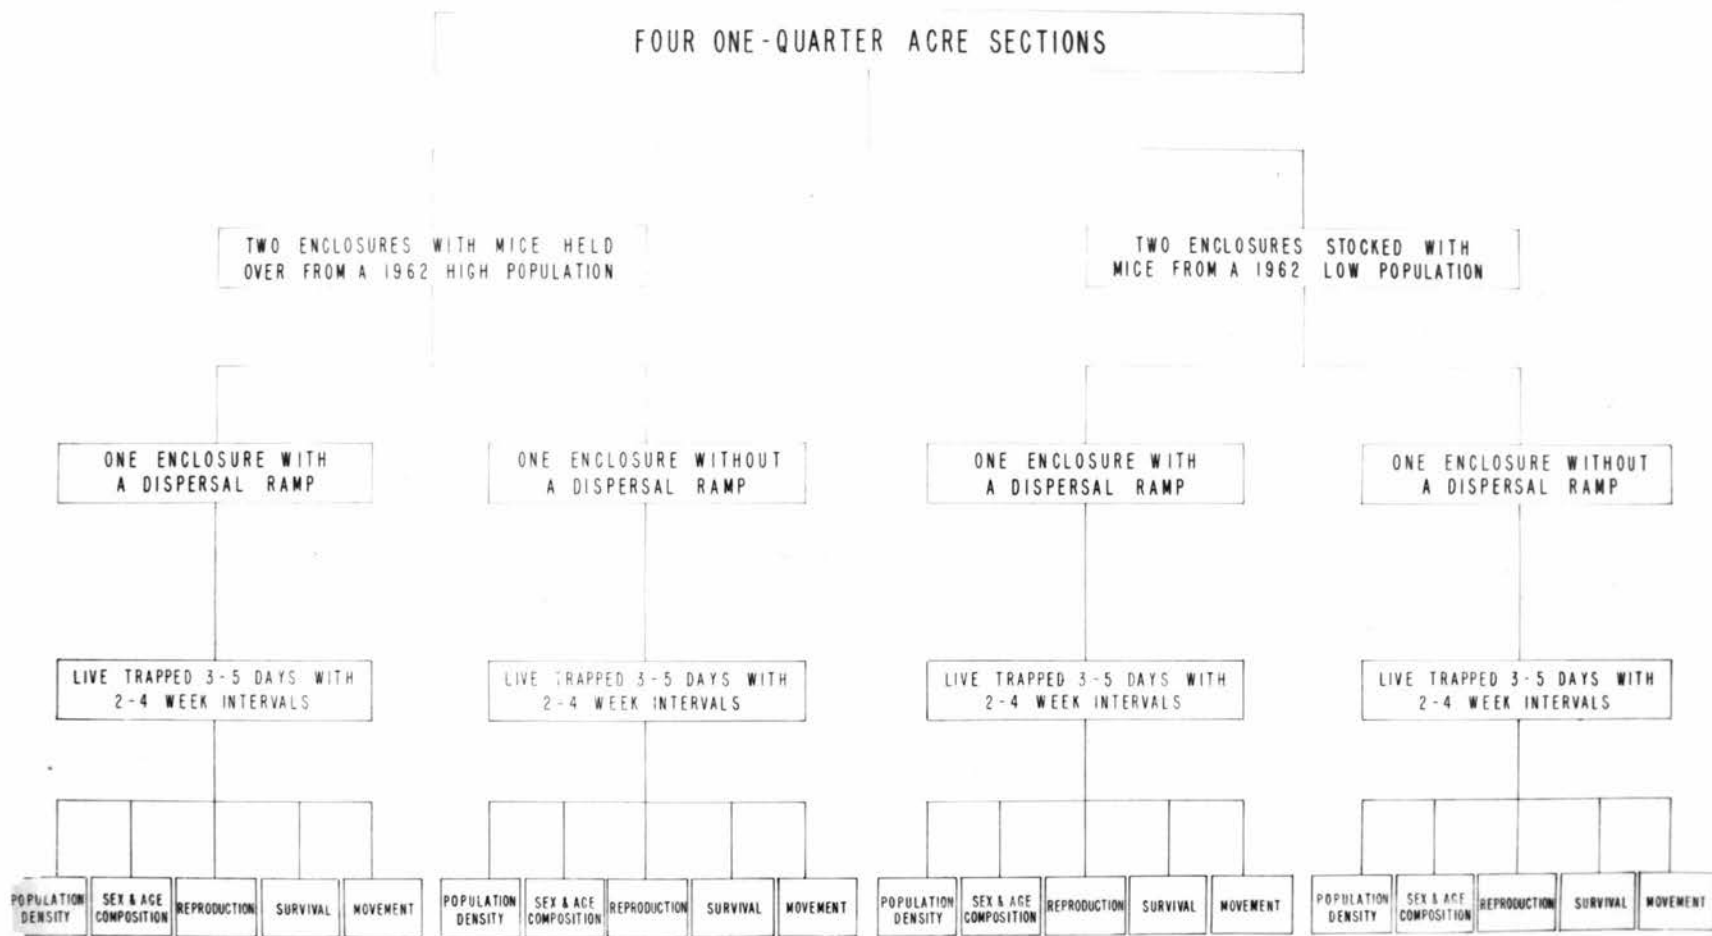 FOUR ONE-QUARTER ACRE SECTIONS
TWO ENCLOSURES WITH MICE HELD
OVER FROM A 1962 HIGH POPULATION
TWO ENCLOSURES STOCKED WITH
MICE FROM A 1962 LOW POPULATION
ONE ENCLOSURE WITH
A DISPERSAL RAMP
ONE ENCLOSURE WITHOUT
A DISPERSAL RAMP
ONE ENCLOSURE WITH
A DISPERSAL RAMP
ONE ENCLOSURE WITHOUT
A DISPERSAL RAMP
LIVE TRAPPED 3-5 DAYS WITH
2-4 WEEK INTERVALS
LIVE TRAPPED 3-5 DAYS WITH
2-4 WEEK INTERVALS
LIVE TRAPPED 3-5 DAYS WITH
2-4 WEEK INTERVALS
LIVE TRAPPED 3-5 DAYS WITH
2-4 WEEK INTERVALS
POPULATION
DENSITY
SEX & AGE
COMPOSITION
REPRODUCTION
SURVIVAL
MOVEMENT
POPULATION
DENSITY
SEX & AGE
COMPOSITION
REPRODUCTION
SURVIVAL
MOVEMENT
POPULATION
DENSITY
SEX & AGE
COMPOSITION
REPRODUCTION
SURVIVAL
MOVEMENT
POPULATION
DENSITY
SEX & AGE
COMPOSITION
REPRODUCTION
SURVIVAL
MOVEMENT